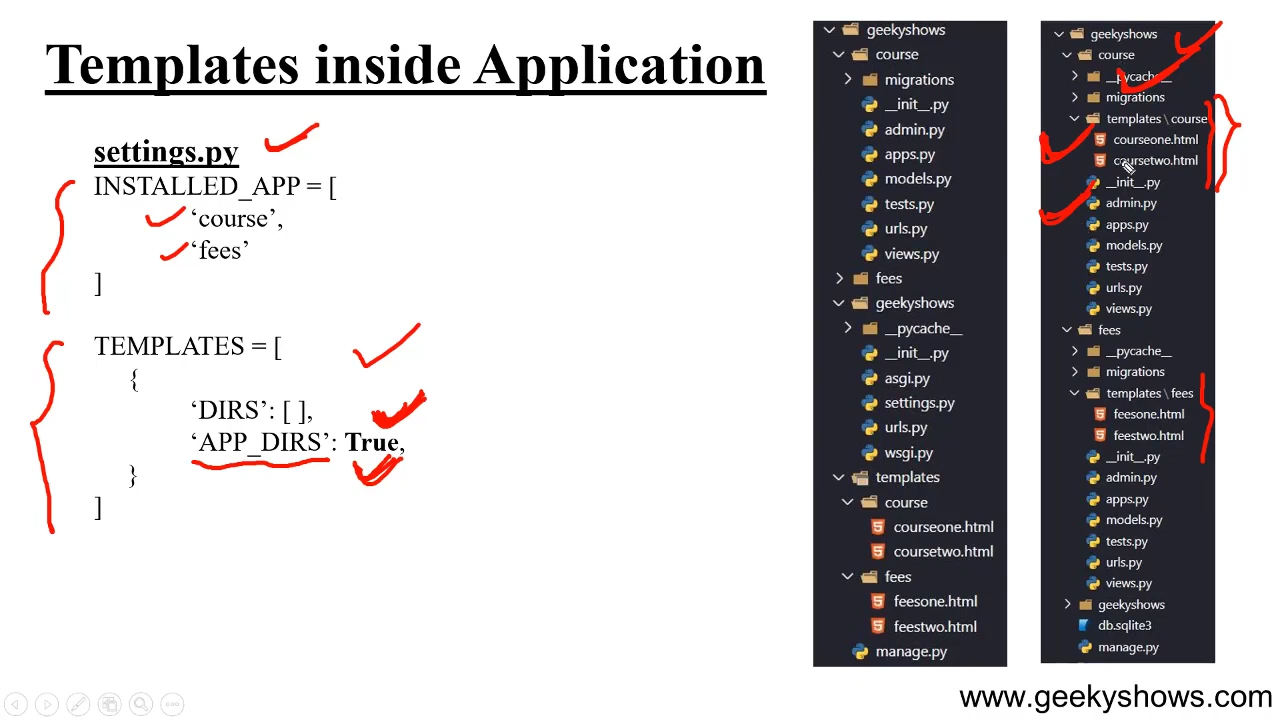 Templates inside Application
settings.py
INSTALLED_APP = [
‘course’,
‘fees’
]
TEMPLATES = [
{
‘DIRS’: [ ],
‘APP_DIRS’: True,
}
]
geekyshows
course
migrations
__init__.py
admin.py
apps.py
models.py
tests.py
urls.py
views.py
fees
geekyshows
__pycache__
__init__.py
asgi.py
settings.py
urls.py
wsgi.py
templates
course
courseone.html
coursetwo.html
fees
feesone.html
feestwo.html
manage.py
geekyshows
course
__pycache__
migrations
templates \ course
courseone.html
coursetwo.html
__init__.py
admin.py
apps.py
models.py
tests.py
urls.py
views.py
fees
__pycache__
migrations
templates \ fees
feesone.html
feestwo.html
__init__.py
admin.py
apps.py
models.py
tests.py
urls.py
views.py
geekyshows
db.sqlite3
manage.py
www.geekyshows.com